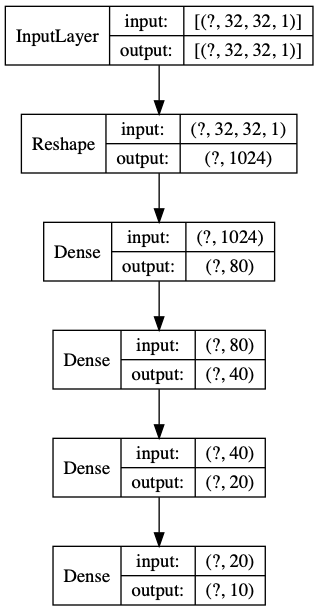 InputLayer input: [(?, 32, 32, 1)]
output: [(?, 32, 32, 1)]
Reshape input: (?, 32, 32, 1)
output: (?, 1024)
Dense input: (?, 1024)
output: (?, 80)
Dense input: (?, 80)
output: (?, 40)
Dense input: (?, 40)
output: (?, 20)
Dense input: (?, 20)
output: (?, 10)